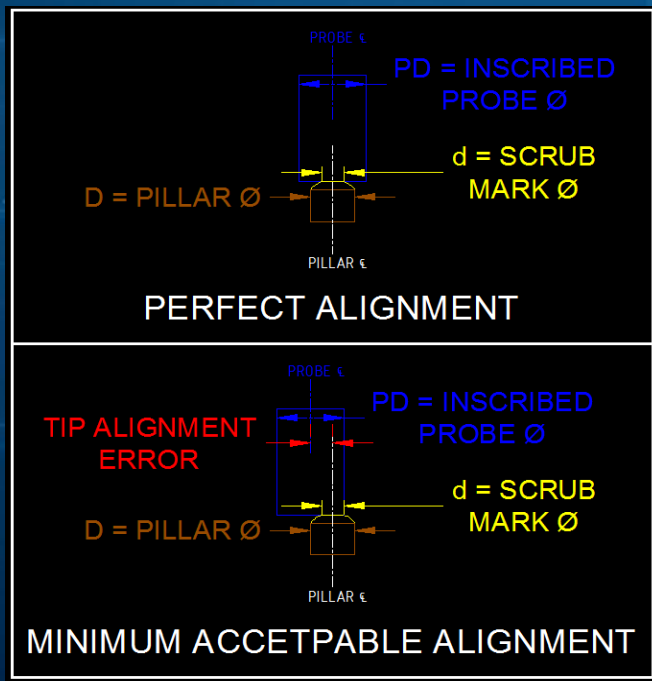 PROBE ℄
PD = INSCRIBED
PROBE Ø
d = SCRUB
MARK Ø
D = PILLAR Ø
PILLAR ℄
PERFECT ALIGNMENT
PROBE ℄
PD = INSCRIBED
PROBE Ø
TIP ALIGNMENT
ERROR
d = SCRUB
MARK Ø
D = PILLAR Ø
PILLAR ℄
MINIMUM ACCETPABLE ALIGNMENT